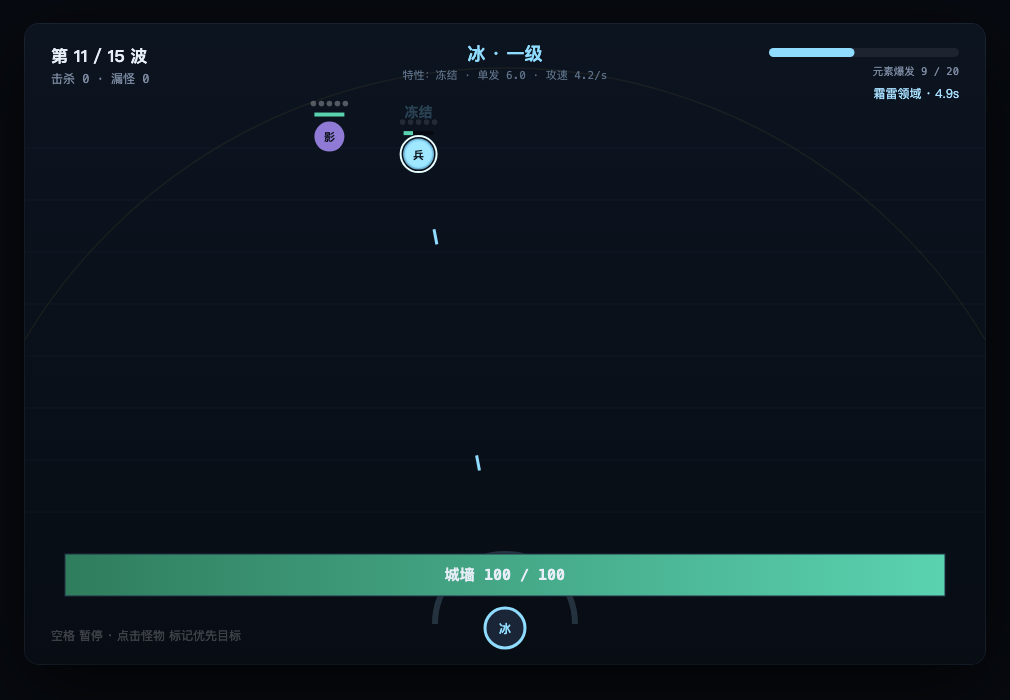 第 11 / 15 波
击杀 0 · 漏怪 0
冰 · 一级
特性: 冻结 · 单发 6.0 · 攻速 4.2/s
元素爆发 9 / 20
霜雷领域 · 4.9s
冻结
影
兵
城墙 100 / 100
冰
空格 暂停 · 点击怪物 标记优先目标